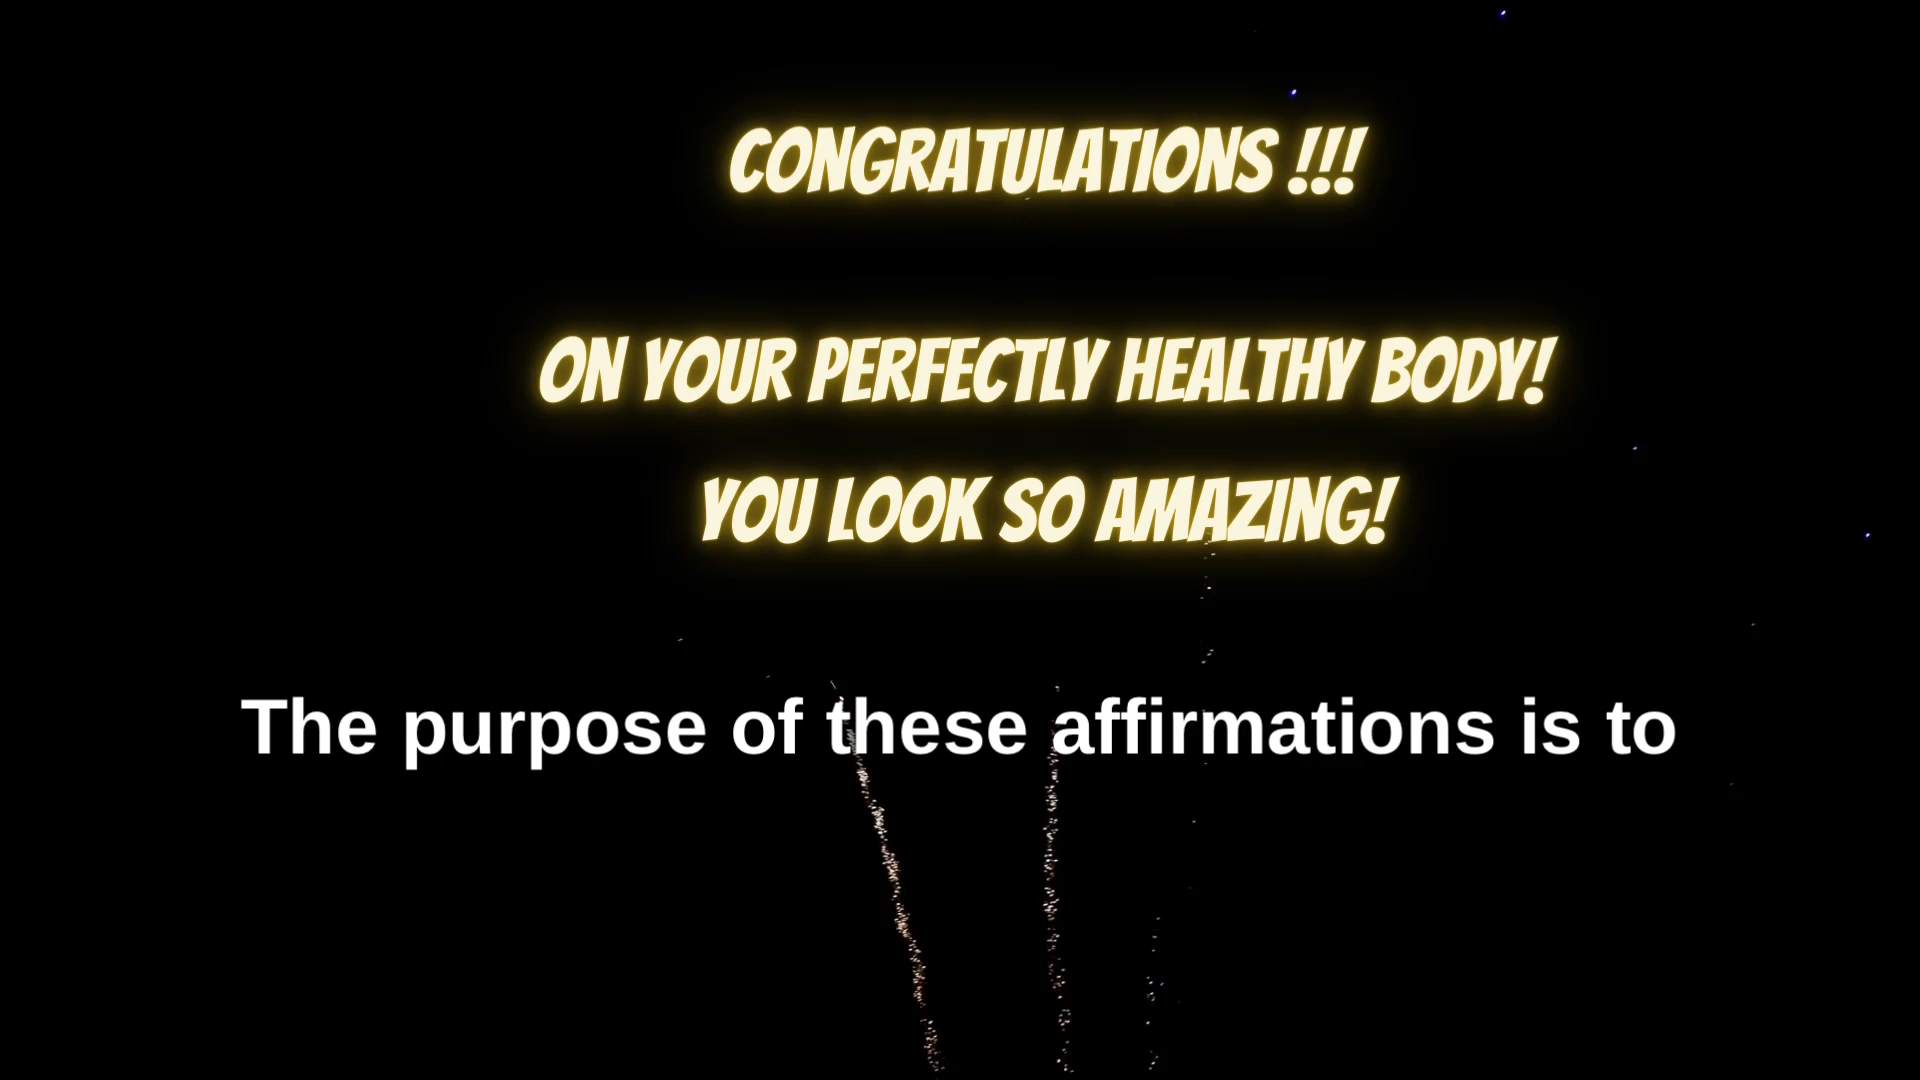 CONGRATULATIONS !!!
ON YOUR PERFECTLY HEALTHY BODY!
YOU LOOK SO AMAZING!
The purpose of these affirmations is to